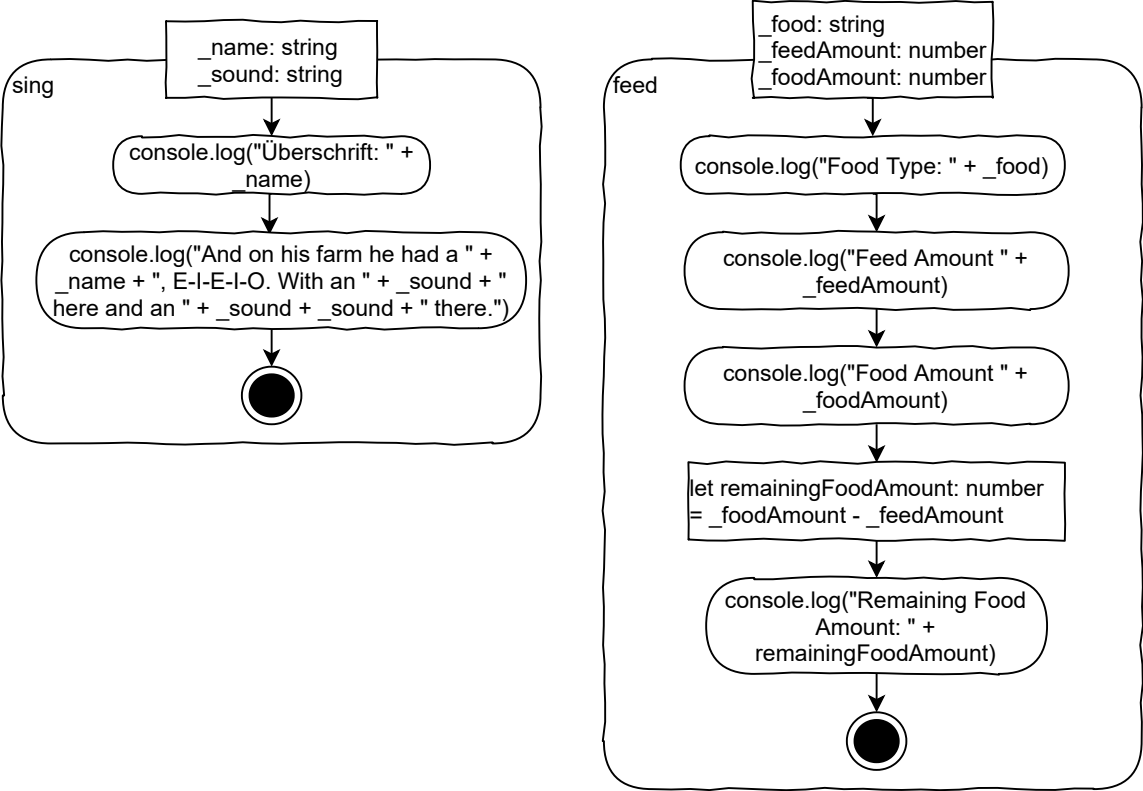 _name: string
_sound: string
sing
console.log("Überschrift: " +
_name)
console.log("And on his farm he had a " +
_name + ", E-I-E-I-O. With an " + _sound + "
here and an " + _sound + _sound + " there.")
_food: string
_feedAmount: number
_foodAmount: number
feed
console.log("Food Type: " + _food)
console.log("Feed Amount " +
_feedAmount)
console.log("Food Amount " +
_foodAmount)
let remainingFoodAmount: number
= _foodAmount - _feedAmount
console.log("Remaining Food
Amount: " +
remainingFoodAmount)